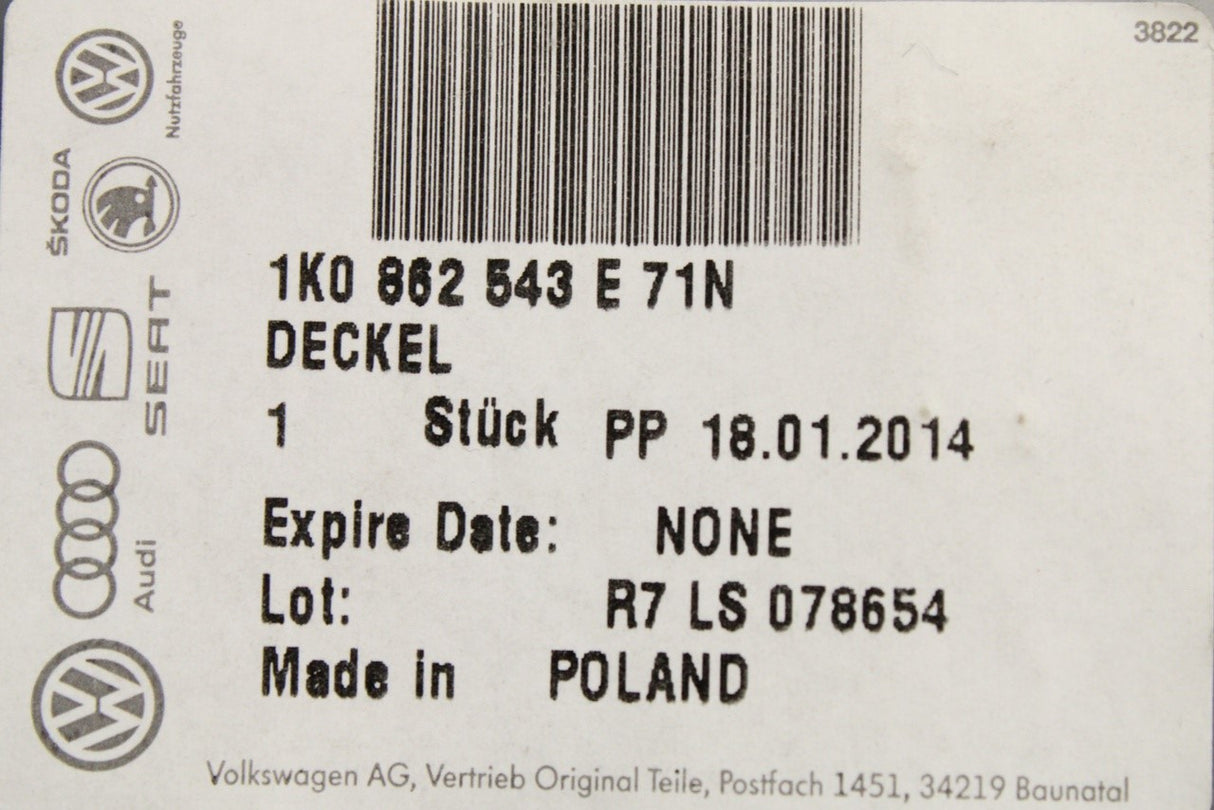 3822
Nutzfahrzeuge
ŠKODA
SEAT
Audi
1K0 862 543 E 71N
DECKEL
1 Stück PP 18.01.2014
Expire Date: NONE
Lot: R7 LS 078654
Made in POLAND
Volkswagen AG, Vertrieb Original Teile, Postfach 1451, 34219 Baunatal